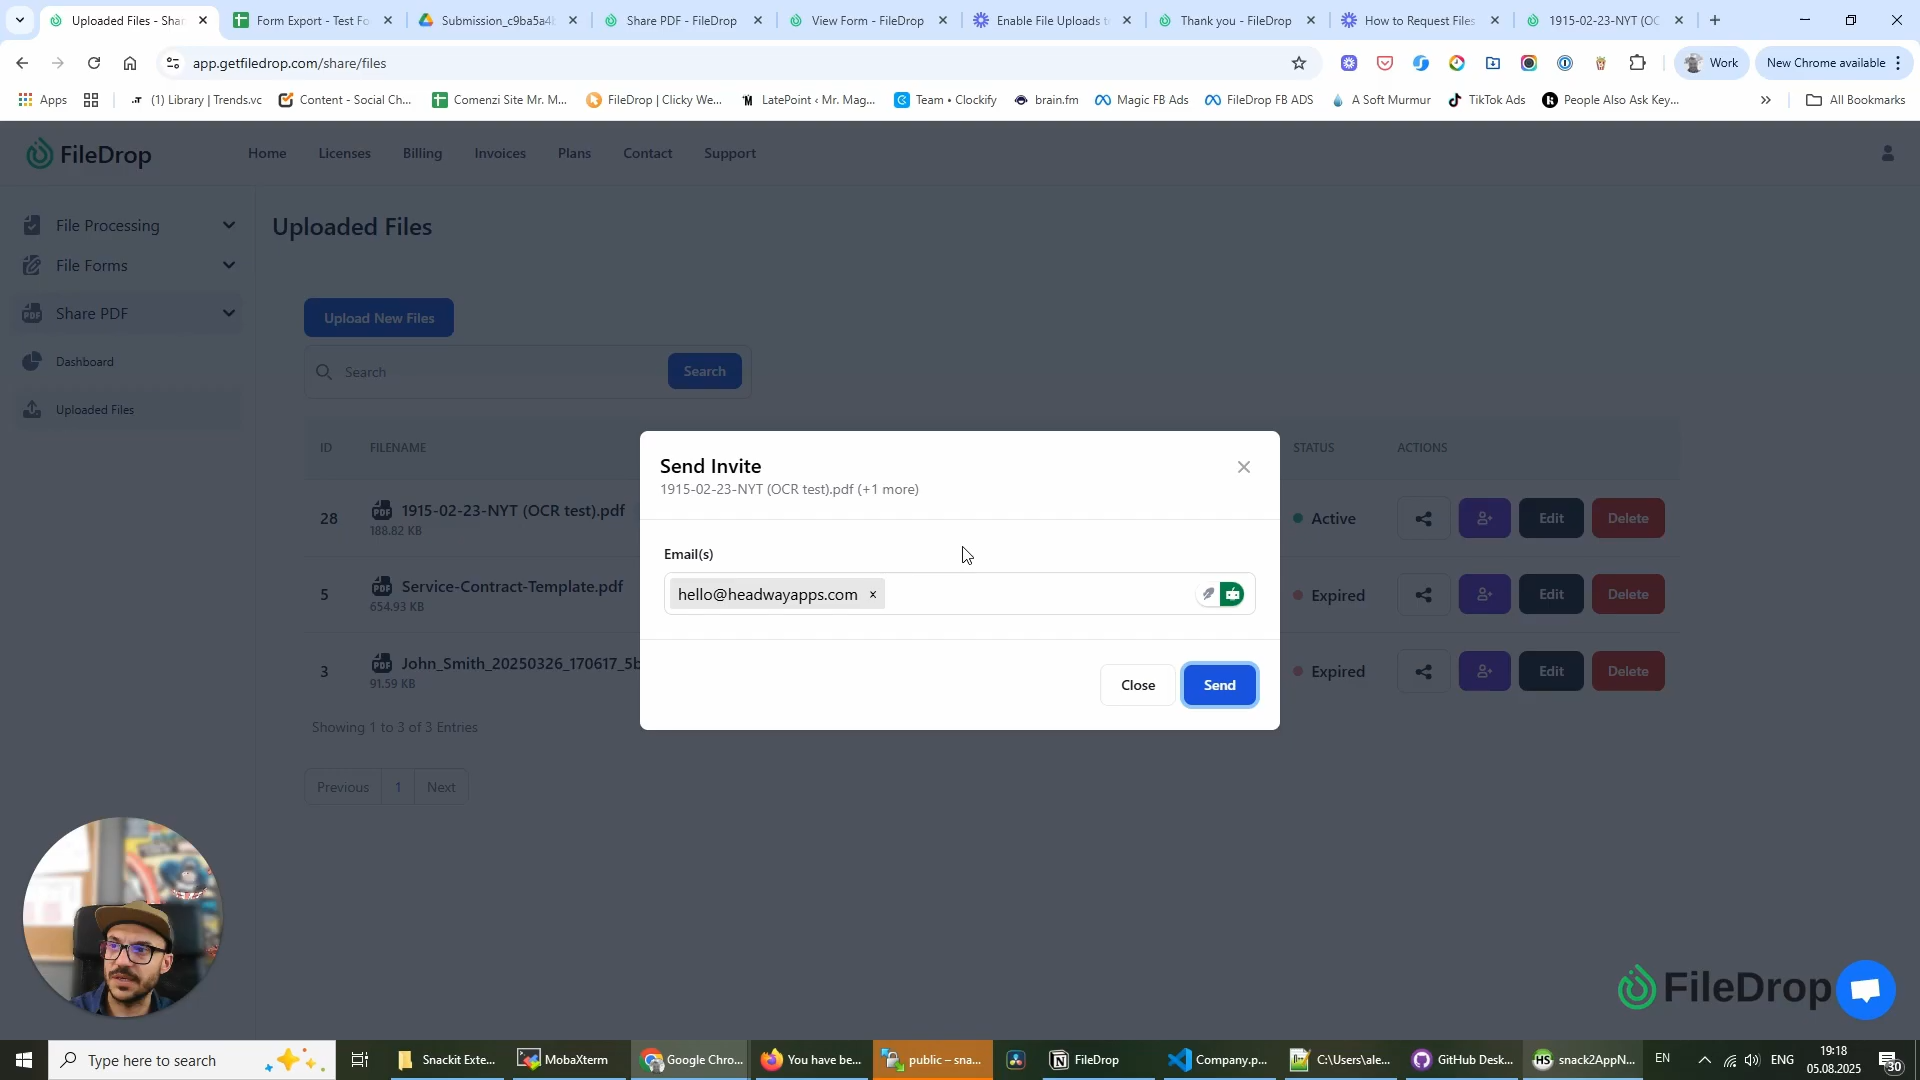 Uploaded Files - Shar
Form Export - Test Fo
Submission_c9ba5a4b
Share PDF - FileDrop
View Form - FileDrop
Enable File Uploads t
Thank you - FileDrop
How to Request Files
1915-02-23-NYT (OC
app.getfiledrop.com/share/files
Work
New Chrome available
Apps
(1) Library | Trends.vc
Content - Social Ch...
Comenzi Site Mr. M...
FileDrop | Clicky We...
LatePoint ‹ Mr. Mag...
Team • Clockify
brain.fm
Magic FB Ads
FileDrop FB ADS
A Soft Murmur
TikTok Ads
People Also Ask Key...
All Bookmarks
FileDrop
Home
Licenses
Billing
Invoices
Plans
Contact
Support
File Processing
File Forms
Share PDF
Dashboard
Uploaded Files
Uploaded Files
Upload New Files
Search
Search
ID
FILENAME
STATUS
ACTIONS
28
1915-02-23-NYT (OCR test).pdf
188.82 KB
Active
Edit
Delete
5
Service-Contract-Template.pdf
654.93 KB
Expired
Edit
Delete
3
John_Smith_20250326_170617_5b
91.59 KB
Expired
Edit
Delete
Showing 1 to 3 of 3 Entries
Previous
1
Next
Send Invite
1915-02-23-NYT (OCR test).pdf (+1 more)
Email(s)
hello@headwayapps.com
Close
Send
FileDrop
Type here to search
Snackit Exte...
MobaXterm
Google Chro...
You have be...
public – sna...
FileDrop
Company.p...
C:\Users\ale...
GitHub Desk...
snack2AppN...
EN
ENG
19:18
05.08.2025
30